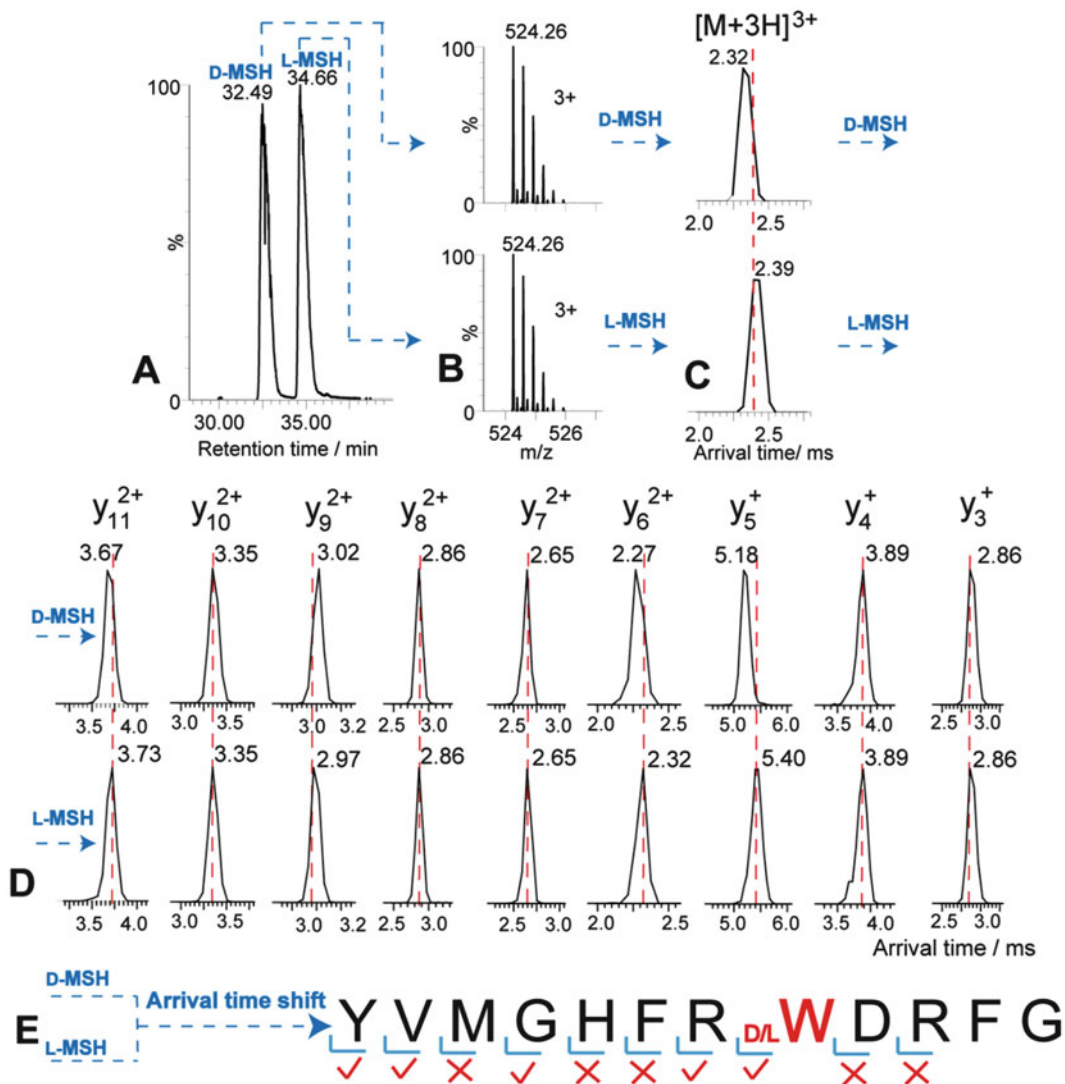 [M+3H]3+
D-MSH
32.49
L-MSH
34.66
100
%
0
30.00
35.00
Retention time / min
A
100
524.26
3+
%
0
D-MSH
2.32
2.0
2.5
D-MSH
524.26
3+
%
0
524
526
m/z
B
L-MSH
2.39
2.0
2.5
Arrival time/ ms
C
L-MSH
y11 2+
y10 2+
y9 2+
y8 2+
y7 2+
y6 2+
y5 +
y4 +
y3 +
3.67
3.35
3.02
2.86
2.65
2.27
5.18
3.89
2.86
D-MSH
3.5 4.0
3.0 3.5
3.0 3.2
2.5 3.0
2.5 3.0
2.0 2.5
5.0 6.0
3.5 4.0
2.5 3.0
3.73
3.35
2.97
2.86
2.65
2.32
5.40
3.89
2.86
L-MSH
D
3.5 4.0
3.0 3.5
3.0 3.2
2.5 3.0
2.5 3.0
2.0 2.5
5.0 6.0
3.5 4.0
2.5 3.0
Arrival time / ms
E
D-MSH
L-MSH
Arrival time shift
Y V M G H F R D/L W D R F G